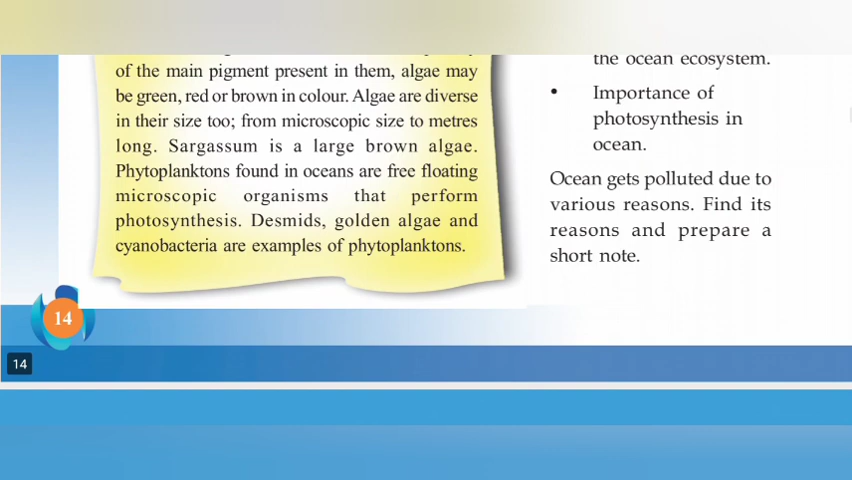 of the main pigment present in them, algae may
be green, red or brown in colour. Algae are diverse
in their size too; from microscopic size to metres
long. Sargassum is a large brown algae.
Phytoplanktons found in oceans are free floating
microscopic organisms that perform
photosynthesis. Desmids, golden algae and
cyanobacteria are examples of phytoplanktons.
the ocean ecosystem.
• Importance of
photosynthesis in
ocean.
Ocean gets polluted due to
various reasons. Find its
reasons and prepare a
short note.
14
14